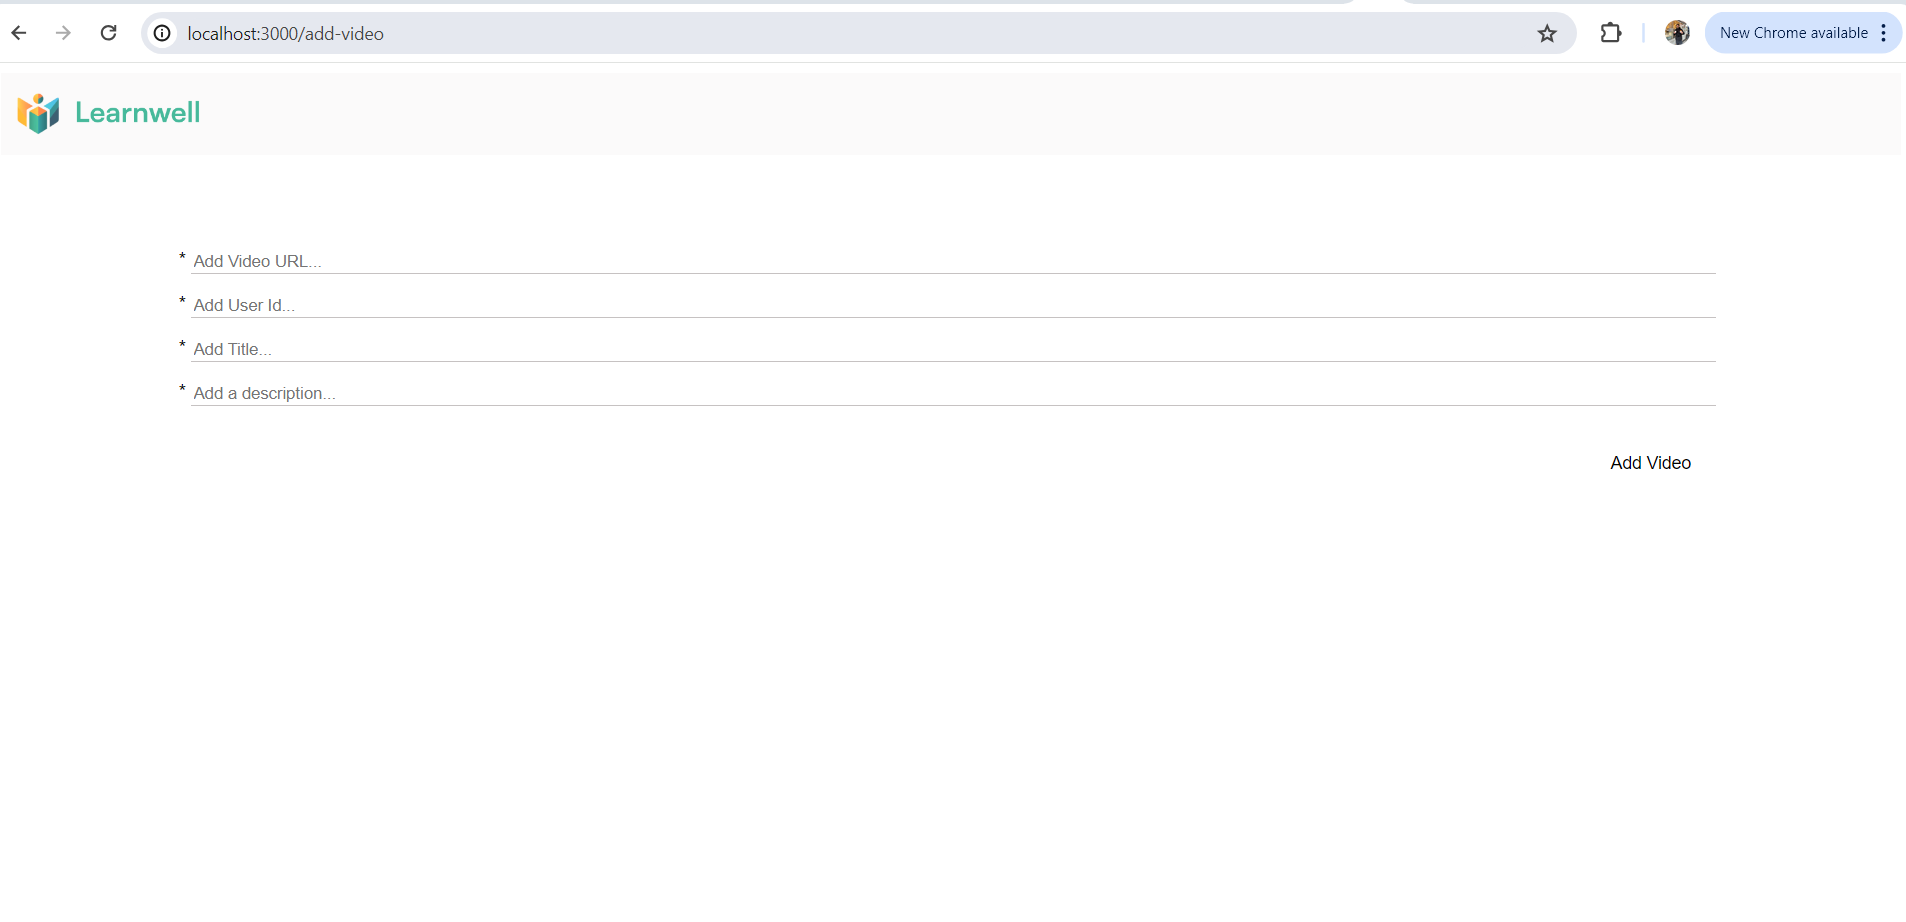 localhost:3000/add-video
New Chrome available
Learnwell
* Add Video URL...
* Add User Id...
* Add Title...
* Add a description...
Add Video